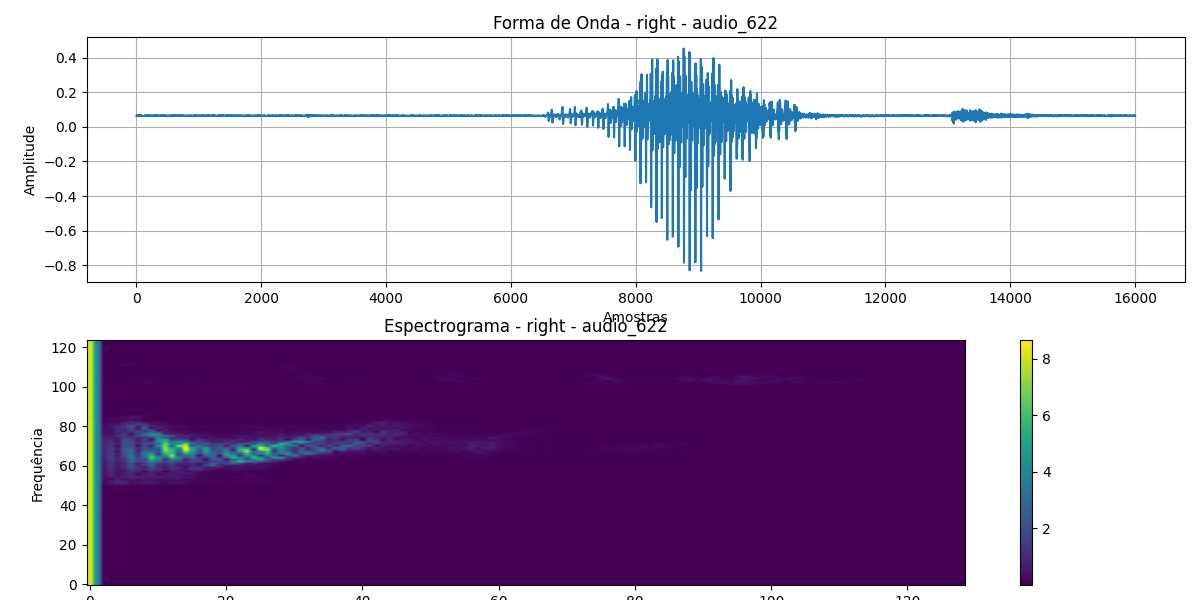 Forma de Onda - right - audio_622
Amplitude
0.4
0.2
0.0
−0.2
−0.4
−0.6
−0.8
0 2000 4000 6000 8000 10000 12000 14000 16000
Amostras
Espectrograma - right - audio_622
Frequência
120
100
80
60
40
20
0
8
6
4
2
0 20 40 60 80 100 120